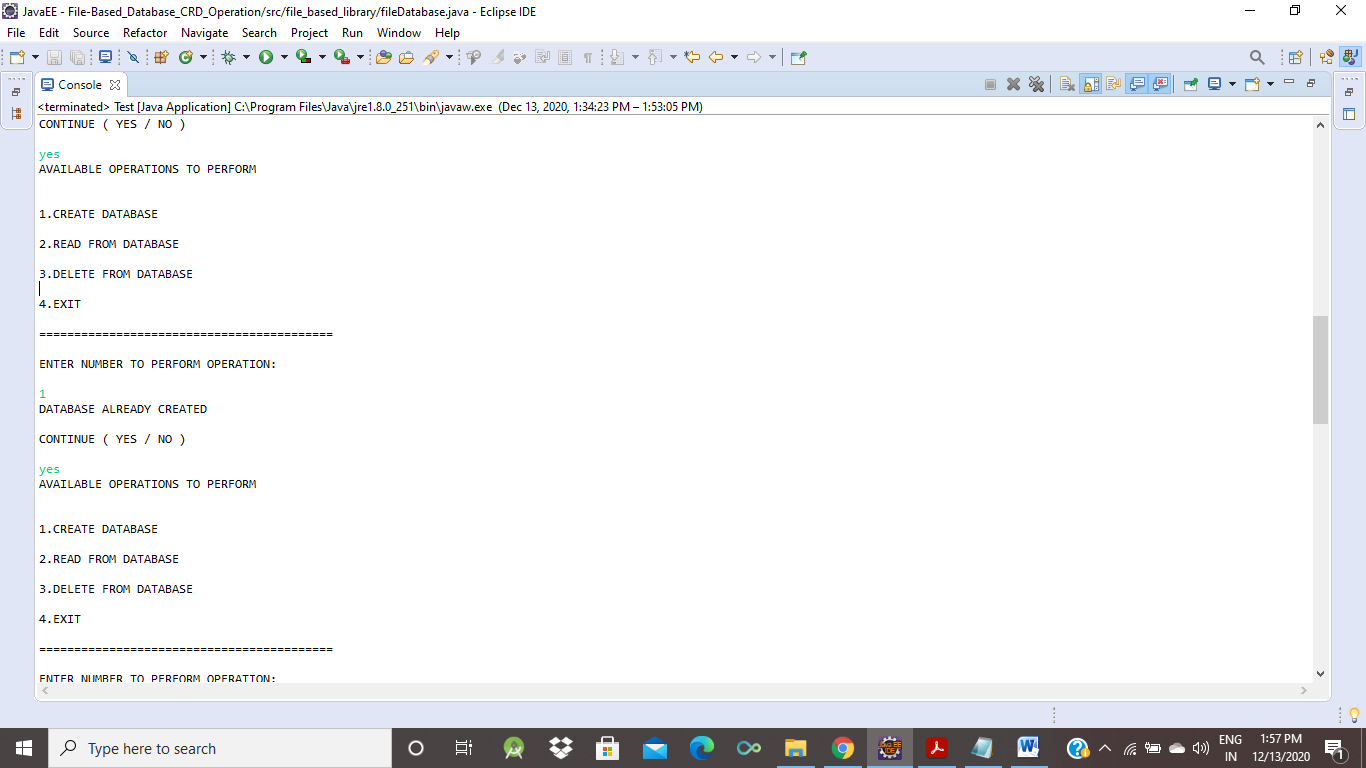 JavaEE - File-Based_Database_CRD_Operation/src/file_based_library/fileDatabase.java - Eclipse IDE
File Edit Source Refactor Navigate Search Project Run Window Help
Console
<terminated> Test [Java Application] C:\Program Files\Java\jre1.8.0_251\bin\javaw.exe (Dec 13, 2020, 1:34:23 PM – 1:53:05 PM)
CONTINUE ( YES / NO )
yes
AVAILABLE OPERATIONS TO PERFORM
1.CREATE DATABASE
2.READ FROM DATABASE
3.DELETE FROM DATABASE
4.EXIT
==========================================
ENTER NUMBER TO PERFORM OPERATION:
1
DATABASE ALREADY CREATED
CONTINUE ( YES / NO )
yes
AVAILABLE OPERATIONS TO PERFORM
1.CREATE DATABASE
2.READ FROM DATABASE
3.DELETE FROM DATABASE
4.EXIT
==========================================
ENTER NUMBER TO PERFORM OPERATION:
Type here to search
ENG
IN
1:57 PM
12/13/2020
1